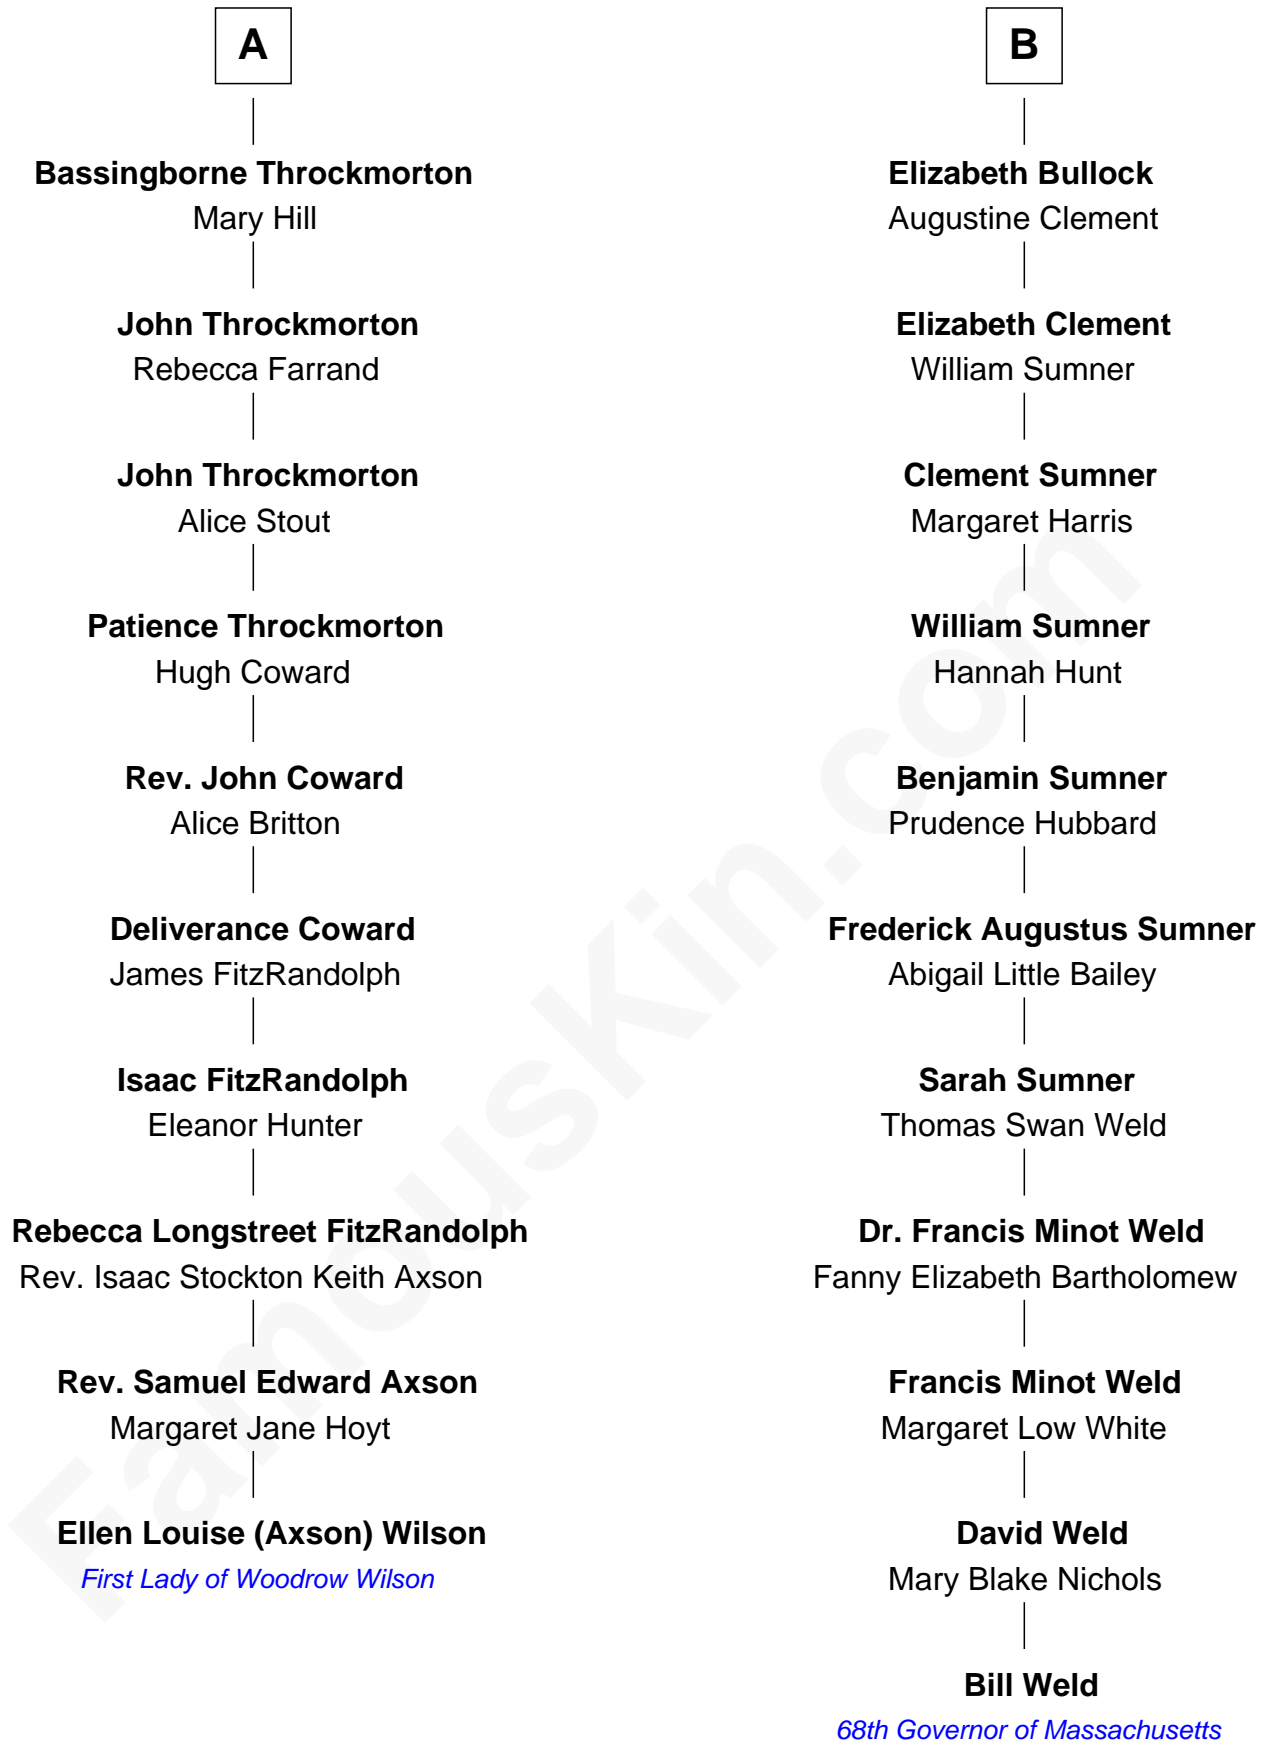 A
Bassingborne Throckmorton
Mary Hill
John Throckmorton
Rebecca Farrand
John Throckmorton
Alice Stout
Patience Throckmorton
Hugh Coward
Rev. John Coward
Alice Britton
Deliverance Coward
James FitzRandolph
Isaac FitzRandolph
Eleanor Hunter
Rebecca Longstreet FitzRandolph
Rev. Isaac Stockton Keith Axson
Rev. Samuel Edward Axson
Margaret Jane Hoyt
Ellen Louise (Axson) Wilson
First Lady of Woodrow Wilson
B
Elizabeth Bullock
Augustine Clement
Elizabeth Clement
William Sumner
Clement Sumner
Margaret Harris
William Sumner
Hannah Hunt
Benjamin Sumner
Prudence Hubbard
Frederick Augustus Sumner
Abigail Little Bailey
Sarah Sumner
Thomas Swan Weld
Dr. Francis Minot Weld
Fanny Elizabeth Bartholomew
Francis Minot Weld
Margaret Low White
David Weld
Mary Blake Nichols
Bill Weld
68th Governor of Massachusetts
FamousKin.com